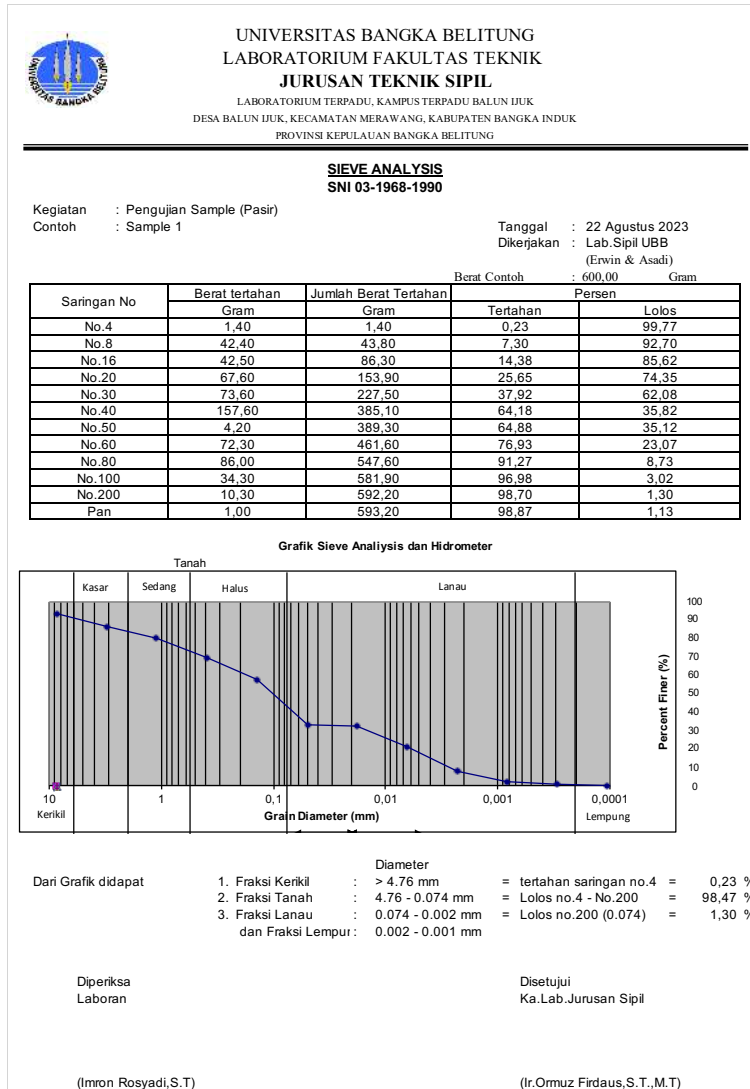 UNIVERSITAS BANGKA BELITUNG
UNIVERSITAS BANGKA BELITUNG
LABORATORIUM FAKULTAS TEKNIK
JURUSAN TEKNIK SIPIL
LABORATORIUM TERPADU, KAMPUS TERPADU BALUN IJUK
DESA BALUN IJUK, KECAMATAN MERAWANG, KABUPATEN BANGKA INDUK
PROVINSI KEPULAUAN BANGKA BELITUNG
SIEVE ANALYSIS
SNI 03-1968-1990
Kegiatan : Pengujian Sample (Pasir)
Contoh : Sample 1
Tanggal : 22 Agustus 2023
Dikerjakan : Lab.Sipil UBB
(Erwin & Asadi)
Berat Contoh : 600,00 Gram
Saringan No Berat tertahan Jumlah Berat Tertahan Persen
Gram Gram Tertahan Lolos
No.4 1,40 1,40 0,23 99,77
No.8 42,40 43,80 7,30 92,70
No.16 42,50 86,30 14,38 85,62
No.20 67,60 153,90 25,65 74,35
No.30 73,60 227,50 37,92 62,08
No.40 157,60 385,10 64,18 35,82
No.50 4,20 389,30 64,88 35,12
No.60 72,30 461,60 76,93 23,07
No.80 86,00 547,60 91,27 8,73
No.100 34,30 581,90 96,98 3,02
No.200 10,30 592,20 98,70 1,30
Pan 1,00 593,20 98,87 1,13
Grafik Sieve Analiysis dan Hidrometer
Tanah
Kasar Sedang Halus Lanau
100
90
80
70
60
50
40
30
20
10
0
Percent Finer (%)
10 1 0,1 0,01 0,001 0,0001
Kerikil Grain Diameter (mm) Lempung
Diameter
Dari Grafik didapat 1. Fraksi Kerikil : > 4.76 mm = tertahan saringan no.4 = 0,23 %
2. Fraksi Tanah : 4.76 - 0.074 mm = Lolos no.4 - No.200 = 98,47 %
3. Fraksi Lanau : 0.074 - 0.002 mm = Lolos no.200 (0.074) = 1,30 %
dan Fraksi Lempur : 0.002 - 0.001 mm
Diperiksa Disetujui
Laboran Ka.Lab.Jurusan Sipil
(Imron Rosyadi,S.T) (Ir.Ormuz Firdaus,S.T.,M.T)